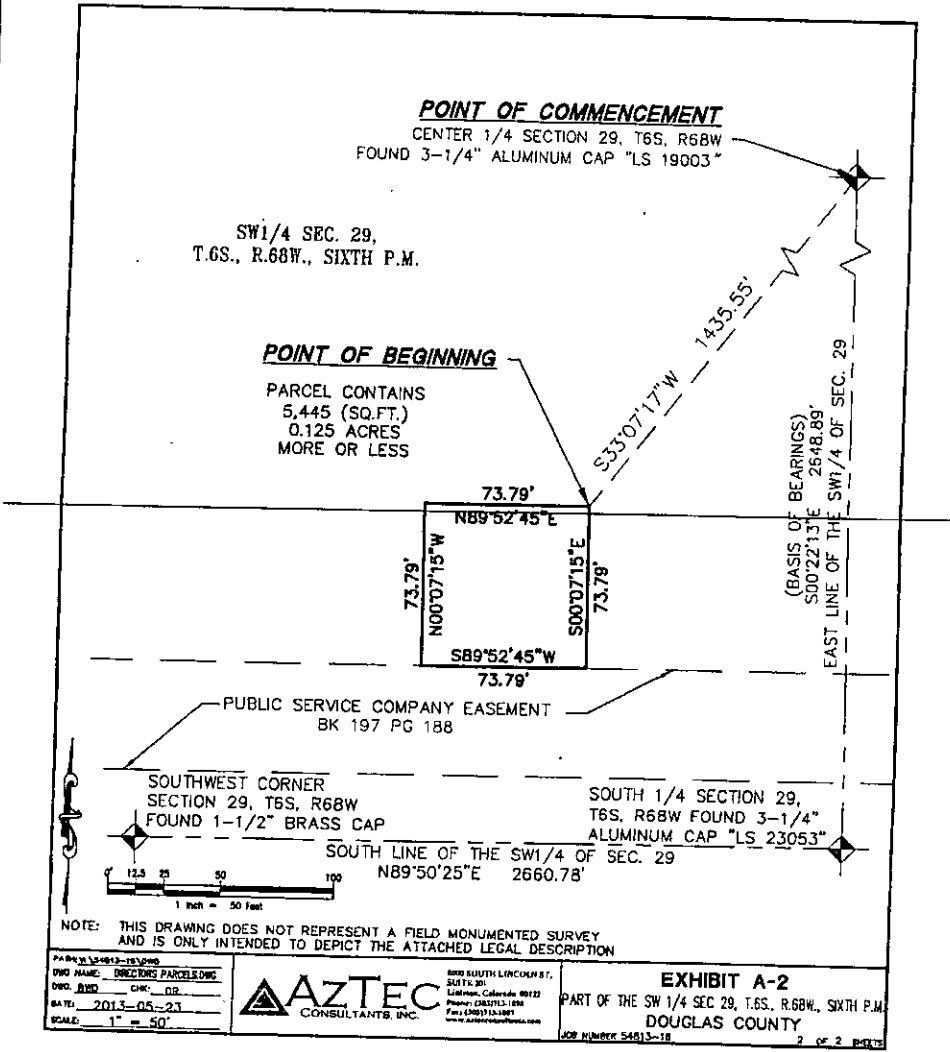 POINT OF COMMENCEMENT
CENTER 1/4 SECTION 29, T6S, R68W
FOUND 3-1/4" ALUMINUM CAP "LS 19003"
SW1/4 SEC. 29,
T.6S., R.68W., SIXTH P.M.
S33°07'17"W 1435.55'
POINT OF BEGINNING
PARCEL CONTAINS
5,445 (SQ.FT.)
0.125 ACRES
MORE OR LESS
(BASIS OF BEARINGS)
S00°22'13"E 2648.89'
EAST LINE OF THE SW1/4 OF SEC. 29
73.79'
N89°52'45"E
73.79'
N00°07'15"W
S00°07'15"E
73.79'
S89°52'45"W
73.79'
PUBLIC SERVICE COMPANY EASEMENT
BK 197 PG 188
SOUTHWEST CORNER
SECTION 29, T6S, R68W
FOUND 1-1/2" BRASS CAP
SOUTH 1/4 SECTION 29,
T6S, R68W FOUND 3-1/4"
ALUMINUM CAP "LS 23053"
SOUTH LINE OF THE SW1/4 OF SEC. 29
N89°50'25"E 2660.78'
0' 12.5 25 50 100
1 inch = 50 Feet
NOTE: THIS DRAWING DOES NOT REPRESENT A FIELD MONUMENTED SURVEY
AND IS ONLY INTENDED TO DEPICT THE ATTACHED LEGAL DESCRIPTION
DWG NAME: DIRECTORS PARCELS.DWG
DWG: BWD CHK: DR
DATE: 2013-05-23
SCALE: 1" = 50'
AZTEC
CONSULTANTS, INC.
SOUTH LINCOLN ST.
Littleton, Colorado 80122
EXHIBIT A-2
PART OF THE SW 1/4 SEC 29, T.6S., R.68W., SIXTH P.M.
DOUGLAS COUNTY
JOB NUMBER 54813-18
2 OF 2 SHEETS